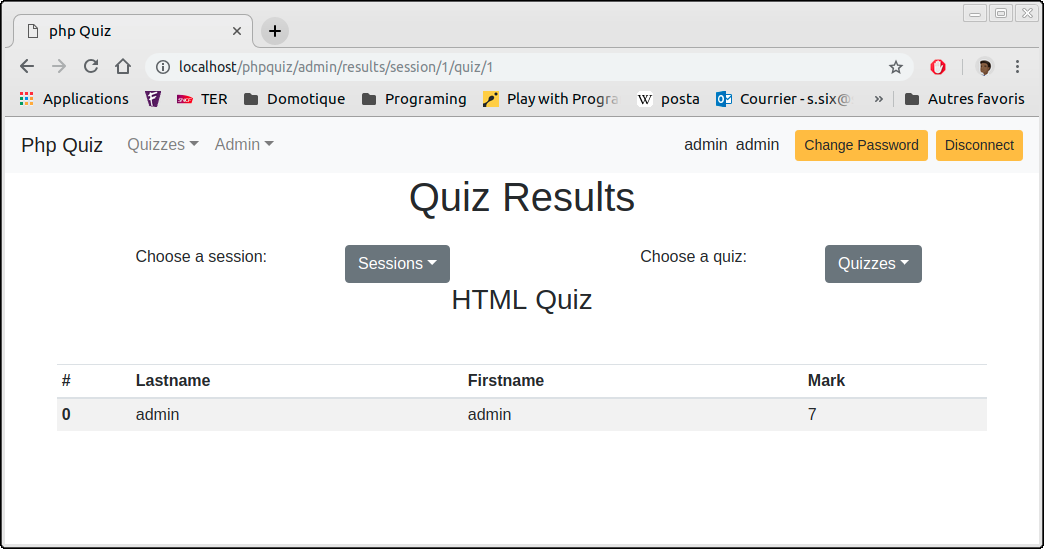 php Quiz
localhost/phpquiz/admin/results/session/1/quiz/1
Applications SNCF TER Domotique Programing Play with Progra W posta Courrier - s.six@ » Autres favoris
Php Quiz Quizzes Admin admin admin Change Password Disconnect
Quiz Results
Choose a session: Sessions Choose a quiz: Quizzes
HTML Quiz
# Lastname Firstname Mark
0 admin admin 7